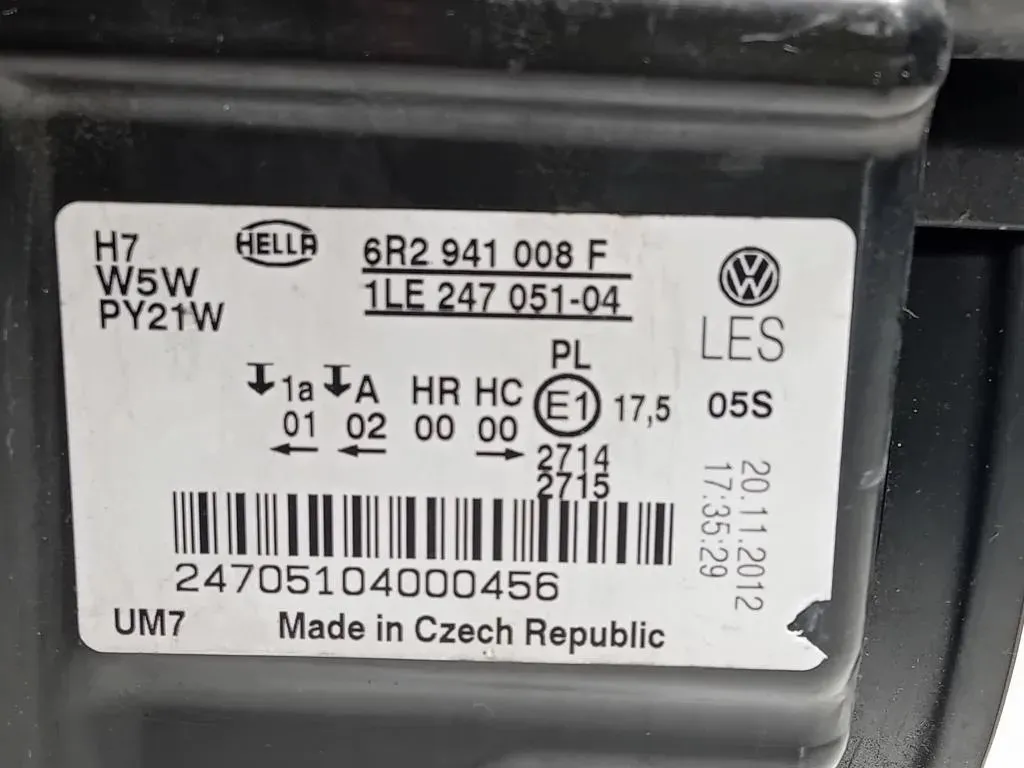 H7
W5W
PY21W
HELLA
6R2 941 008 F
1LE 247 051-04
LES
PL
1a A HR HC E1 17,5 05S
01 02 00 00
2714
2715
20.11.2012
17:35:29
24705104000456
UM7 Made in Czech Republic